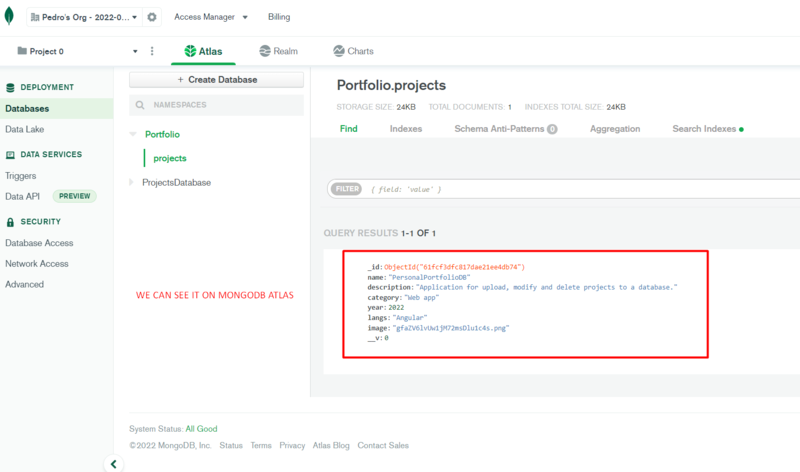 Pedro's Org - 2022-0...
Access Manager
Billing
Project 0
Atlas
Realm
Charts
DEPLOYMENT
Databases
Data Lake
DATA SERVICES
Triggers
Data API PREVIEW
SECURITY
Database Access
Network Access
Advanced
+ Create Database
NAMESPACES
Portfolio
projects
ProjectsDatabase
WE CAN SEE IT ON MONGODB ATLAS
Portfolio.projects
STORAGE SIZE: 24KB TOTAL DOCUMENTS: 1 INDEXES TOTAL SIZE: 24KB
Find Indexes Schema Anti-Patterns 0 Aggregation Search Indexes
FILTER { field: 'value' }
QUERY RESULTS 1-1 OF 1
_id:ObjectId("61fcf3dfc817dae21ee4db74")
name:"PersonalPortfolioDB"
description:"Application for upload, modify and delete projects to a database."
category:"Web app"
year:2022
langs:"Angular"
image:"gfaZV6lvUw1jM72msDlu1c4s.png"
__v:0
System Status: All Good
©2022 MongoDB, Inc. Status Terms Privacy Atlas Blog Contact Sales